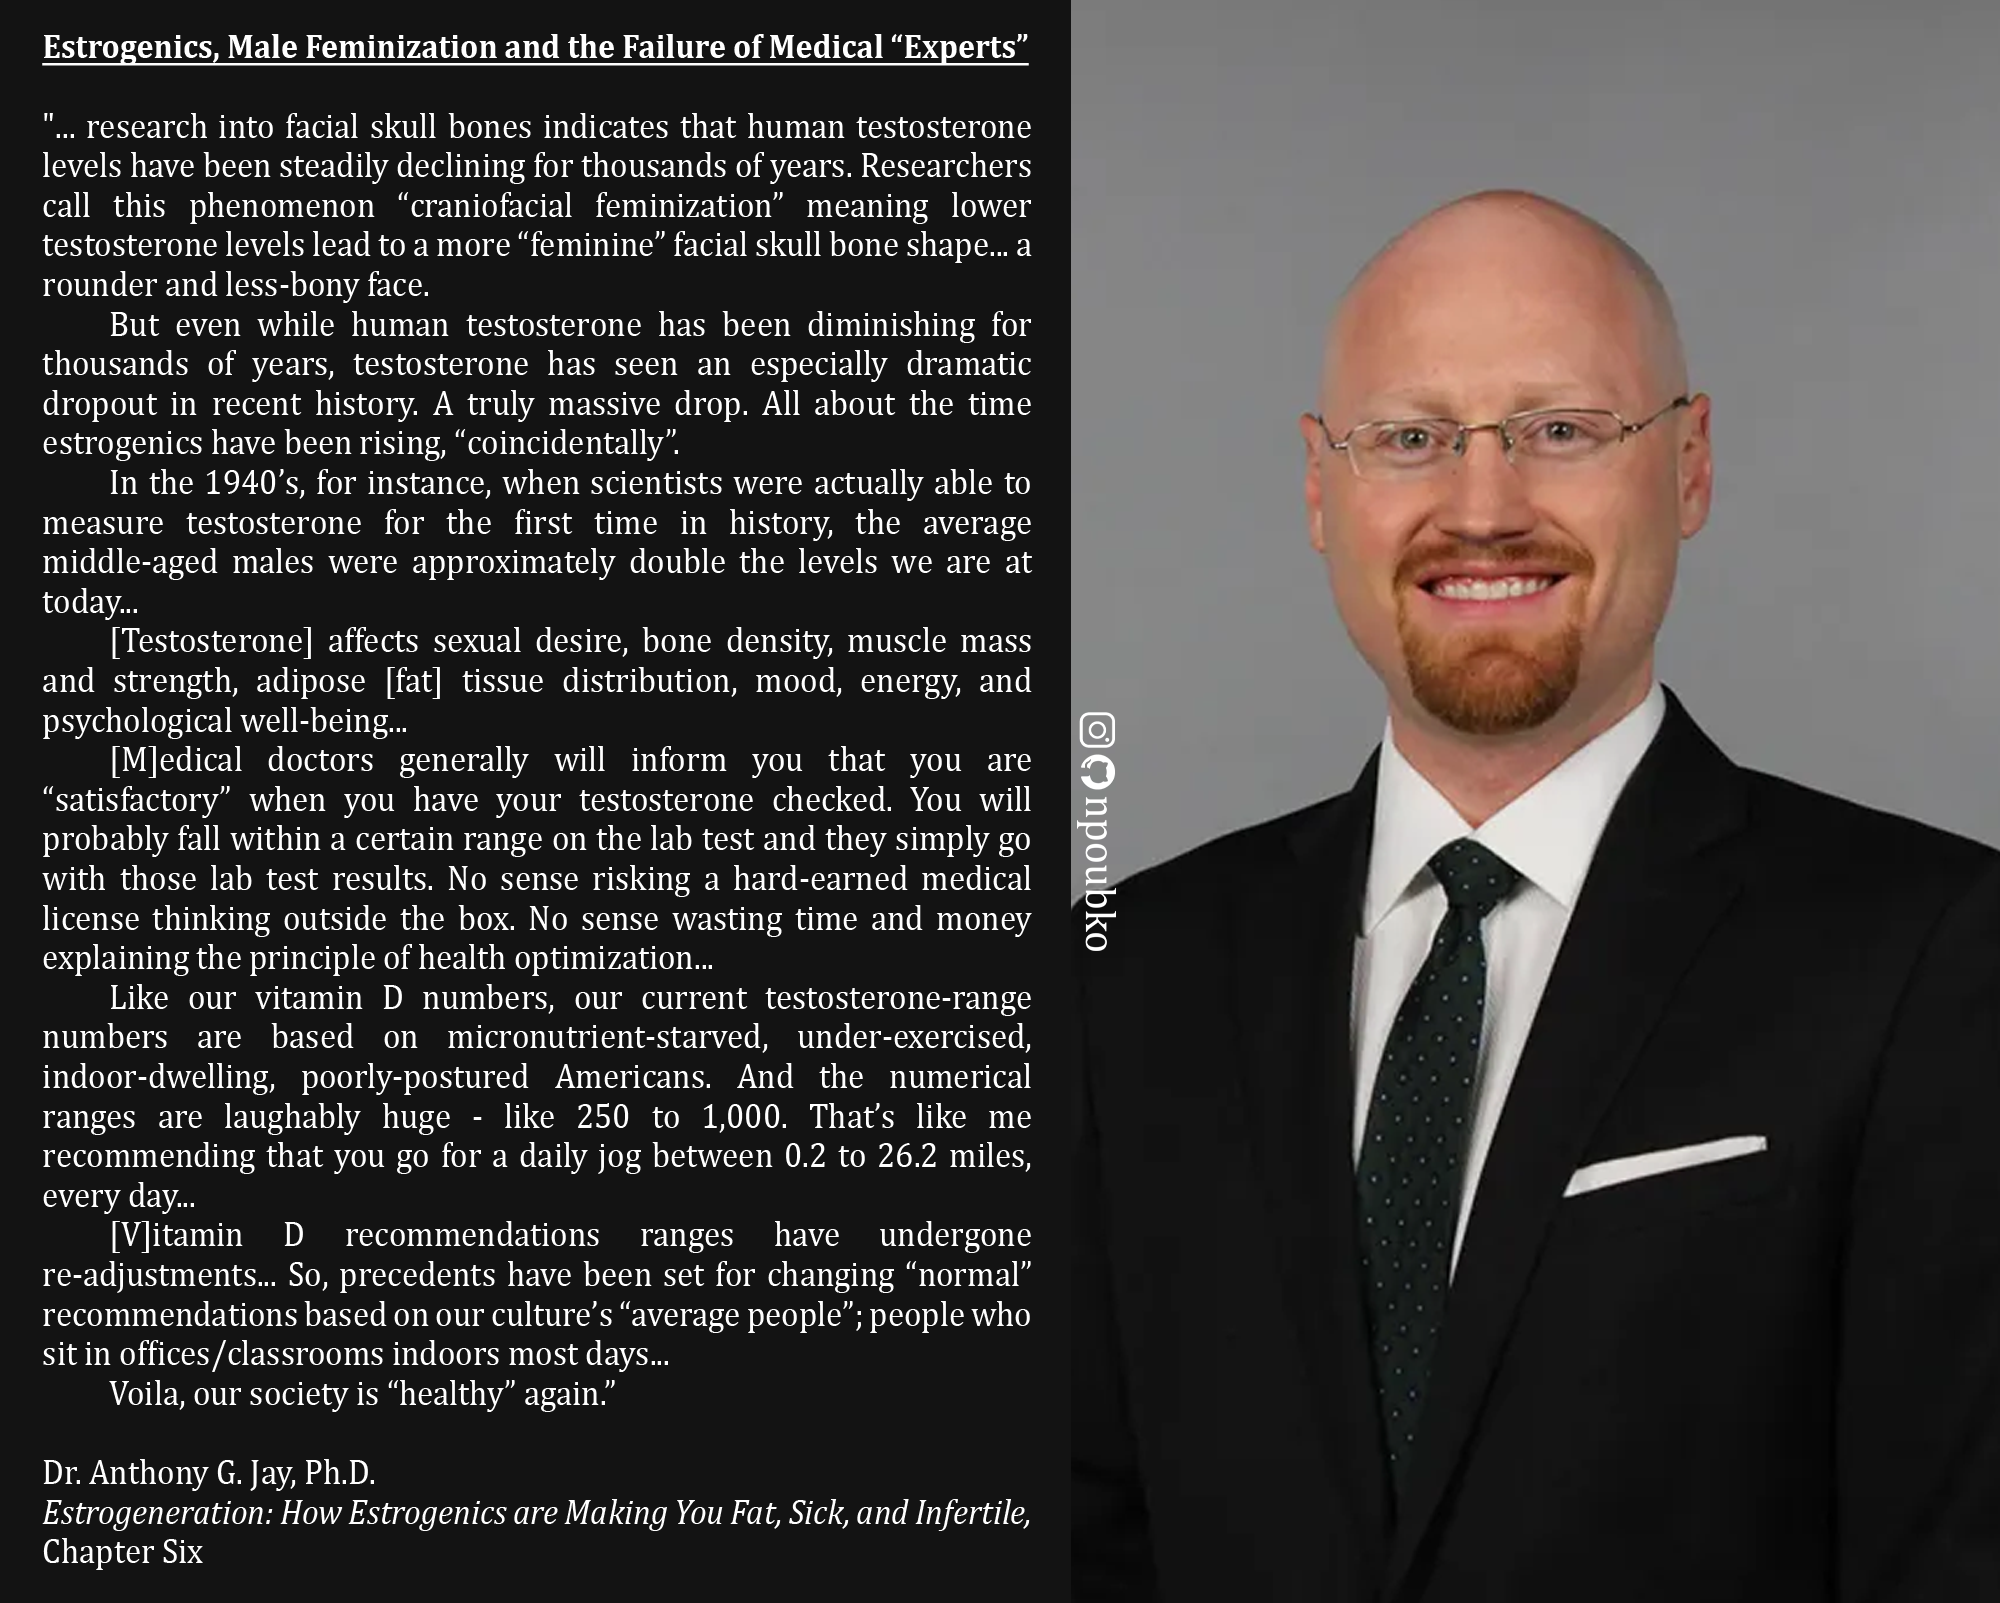 Estrogenics, Male Feminization and the Failure of Medical “Experts”
"... research into facial skull bones indicates that human testosterone
levels have been steadily declining for thousands of years. Researchers
call this phenomenon “craniofacial feminization” meaning lower
testosterone levels lead to a more “feminine” facial skull bone shape... a
rounder and less-bony face.
But even while human testosterone has been diminishing for
thousands of years, testosterone has seen an especially dramatic
dropout in recent history. A truly massive drop. All about the time
estrogenics have been rising, “coincidentally”.
In the 1940’s, for instance, when scientists were actually able to
measure testosterone for the first time in history, the average
middle-aged males were approximately double the levels we are at
today...
[Testosterone] affects sexual desire, bone density, muscle mass
and strength, adipose [fat] tissue distribution, mood, energy, and
psychological well-being...
[M]edical doctors generally will inform you that you are
“satisfactory” when you have your testosterone checked. You will
probably fall within a certain range on the lab test and they simply go
with those lab test results. No sense risking a hard-earned medical
license thinking outside the box. No sense wasting time and money
explaining the principle of health optimization...
Like our vitamin D numbers, our current testosterone-range
numbers are based on micronutrient-starved, under-exercised,
indoor-dwelling, poorly-postured Americans. And the numerical
ranges are laughably huge - like 250 to 1,000. That’s like me
recommending that you go for a daily jog between 0.2 to 26.2 miles,
every day...
[V]itamin D recommendations ranges have undergone
re-adjustments... So, precedents have been set for changing “normal”
recommendations based on our culture’s “average people”; people who
sit in offices/classrooms indoors most days...
Voila, our society is “healthy” again.”
Dr. Anthony G. Jay, Ph.D.
Estrogeneration: How Estrogenics are Making You Fat, Sick, and Infertile,
Chapter Six
npoubko